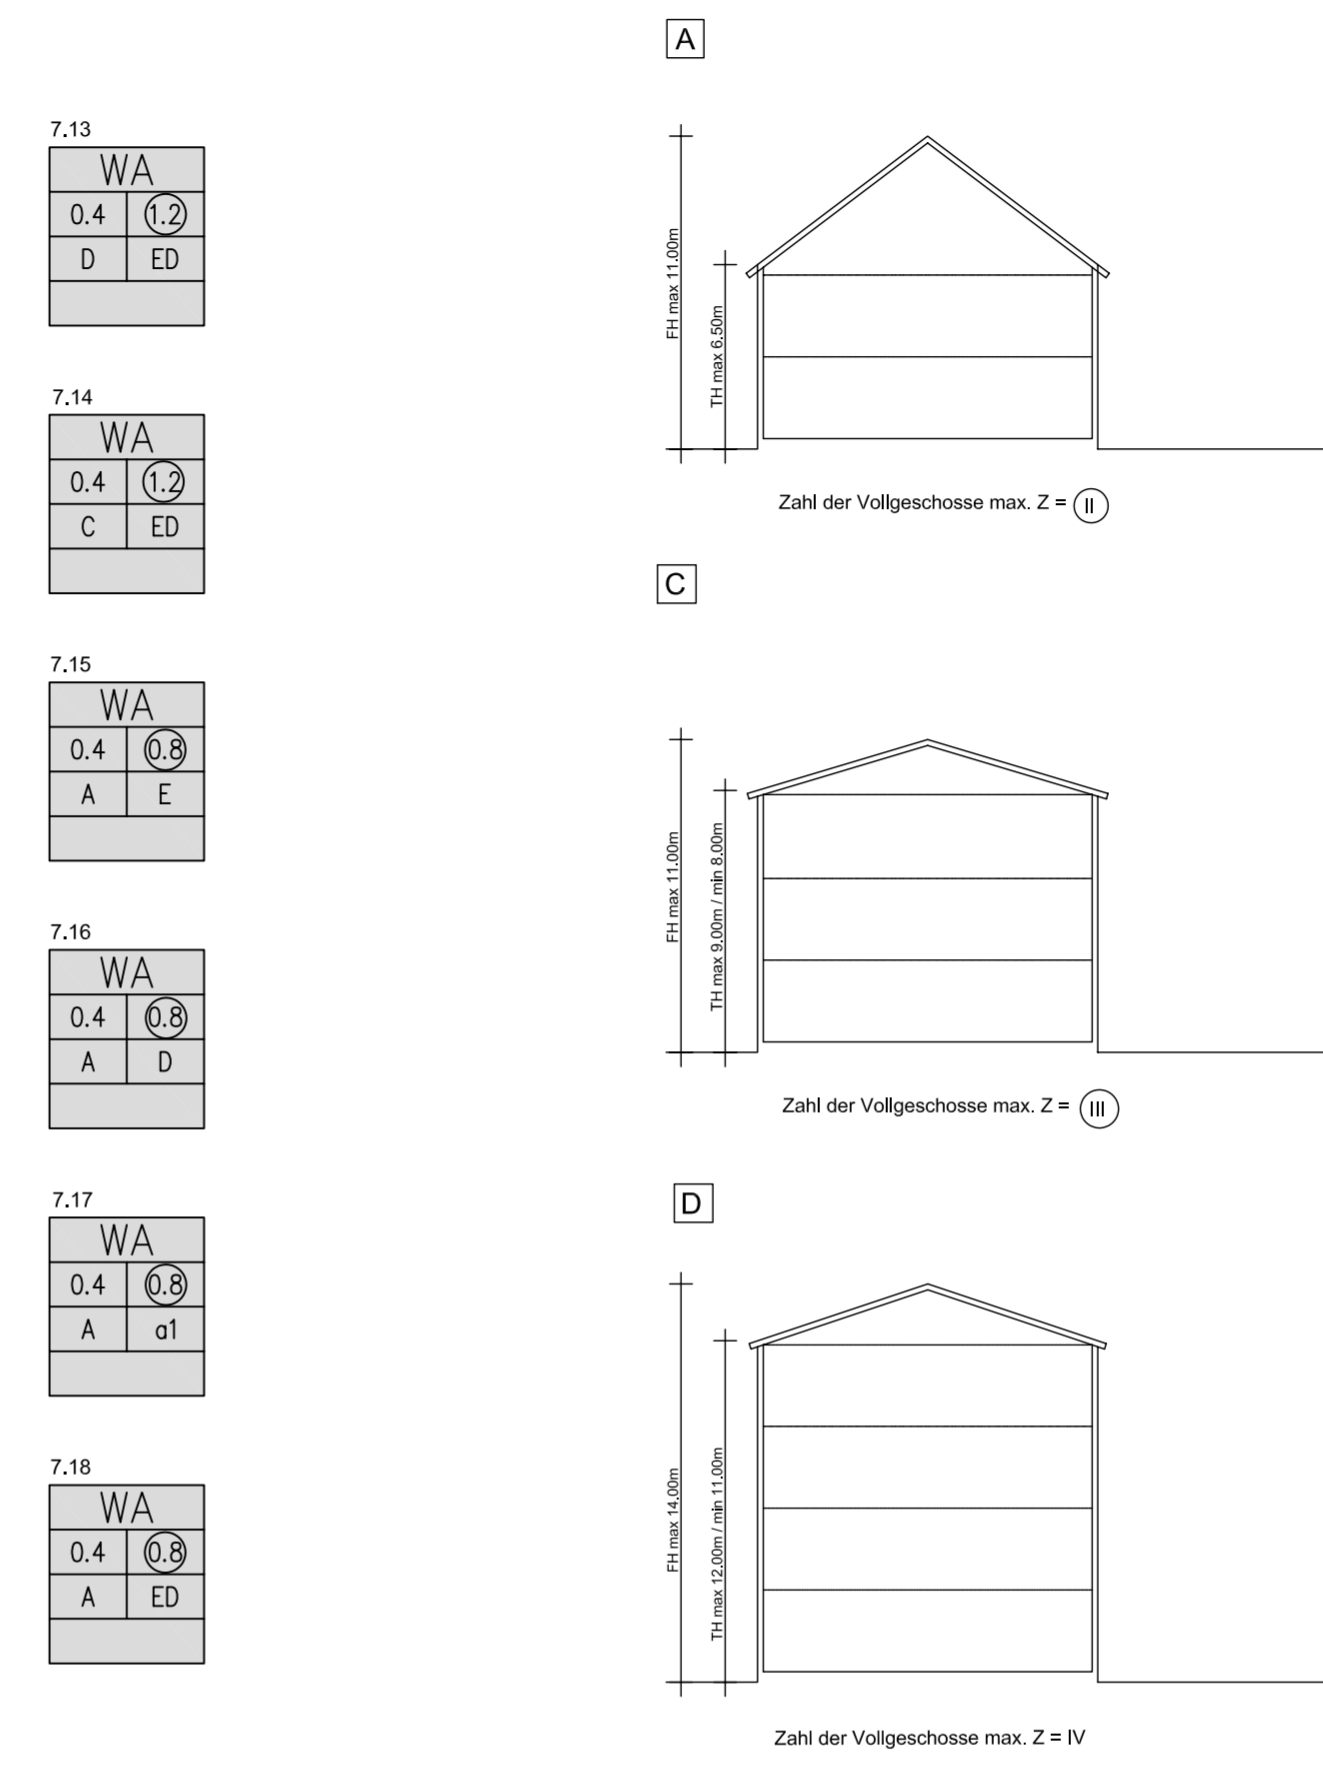 7.13
WA
0.4 1.2
D ED
7.14
WA
0.4 1.2
C ED
7.15
WA
0.4 0.8
A E
7.16
WA
0.4 0.8
A D
7.17
WA
0.4 0.8
A a1
7.18
WA
0.4 0.8
A ED
A
FH max 11.00m
TH max 6.50m
Zahl der Vollgeschosse max. Z = II
C
FH max 11.00m
TH max 9.00m / min 8.00m
Zahl der Vollgeschosse max. Z = III
D
FH max 14.00m
TH max 12.00m / min 11.00m
Zahl der Vollgeschosse max. Z = IV